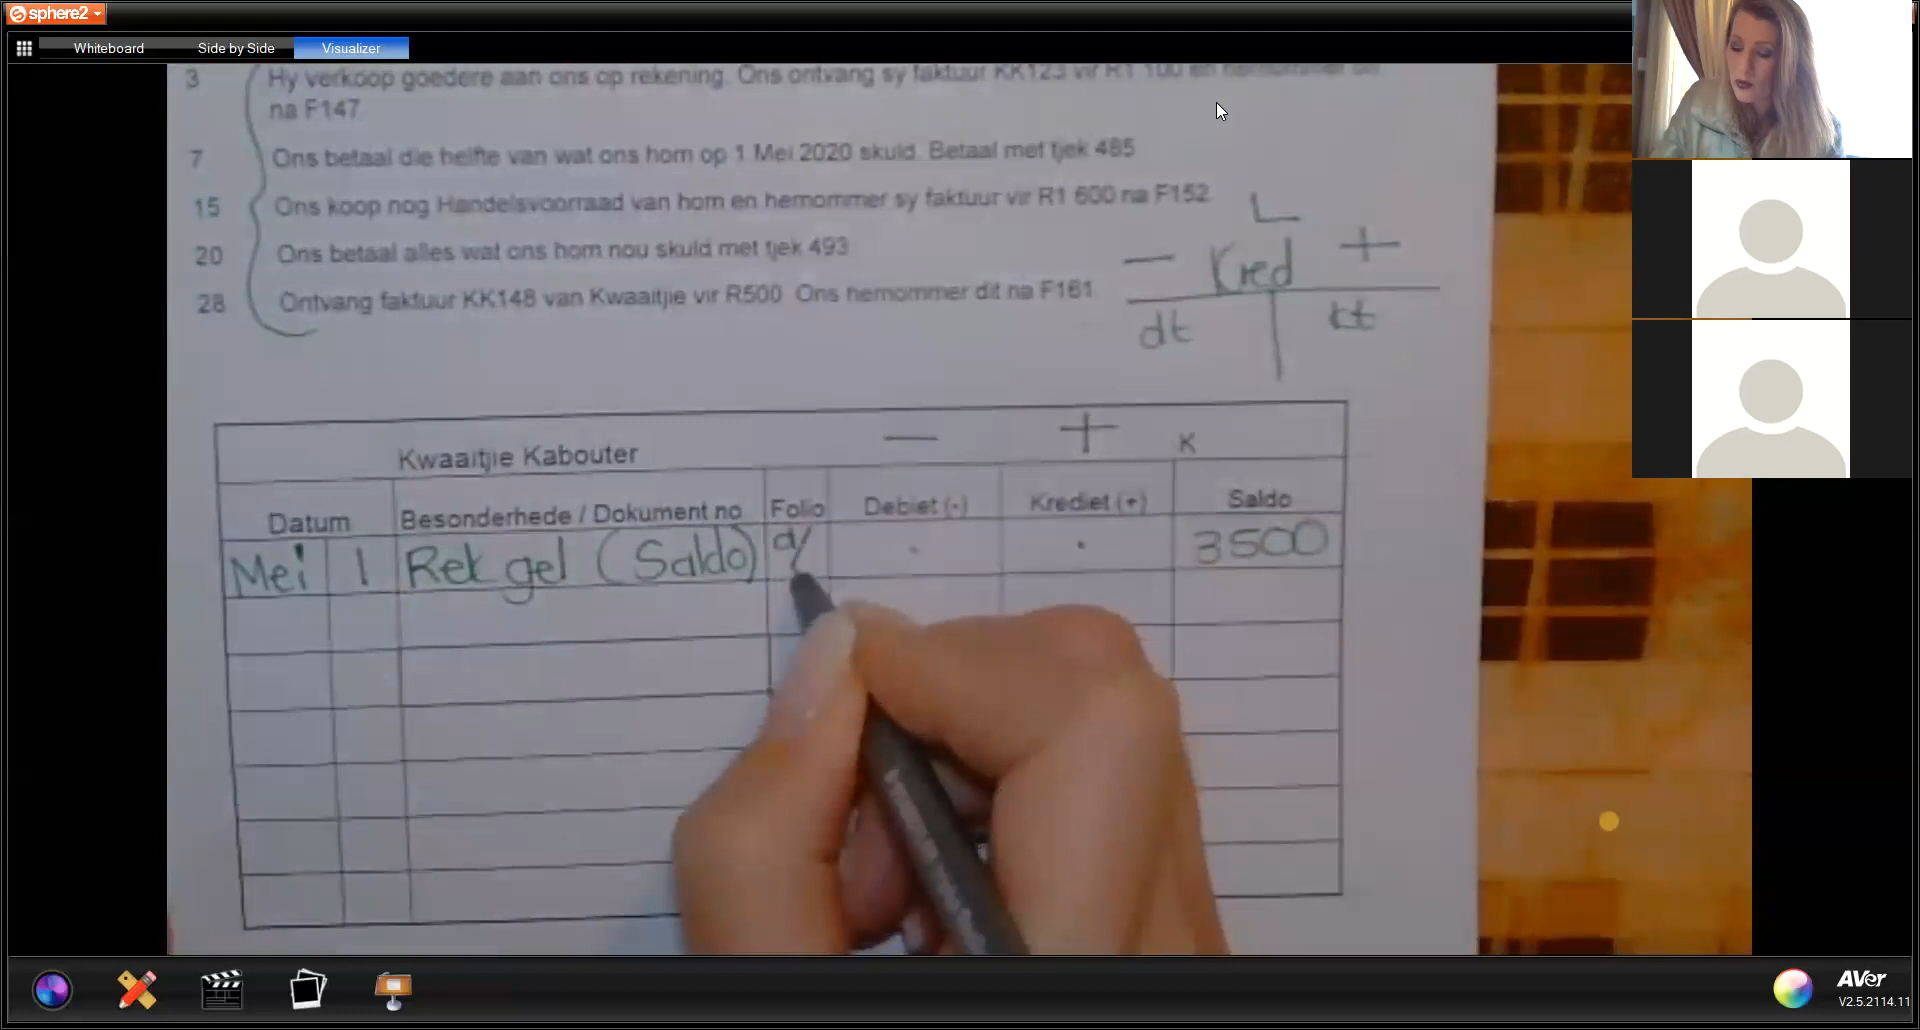 sphere2
Whiteboard Side by Side Visualizer
3 Hy verkoop goedere aan ons op rekening. Ons ontvang sy faktuur KK123 vir R1 100 en hernommer dit
na F147
7 Ons betaal die helfte van wat ons hom op 1 Mei 2020 skuld. Betaal met tjek 485
15 Ons koop nog Handelsvoorraad van hom en hernommer sy faktuur vir R1 600 na F152
20 Ons betaal alles wat ons hom nou skuld met tjek 493
28 Ontvang faktuur KK148 van Kwaaitjie vir R500 Ons hernommer dit na F161
L
— Kred +
dt kt
Kwaaitjie Kabouter — + K
Datum Besonderhede / Dokument no Folio Debiet (-) Krediet (+) Saldo
Mei 1 Rek gel (Saldo) 3500
AVer
V2.5.2114.11